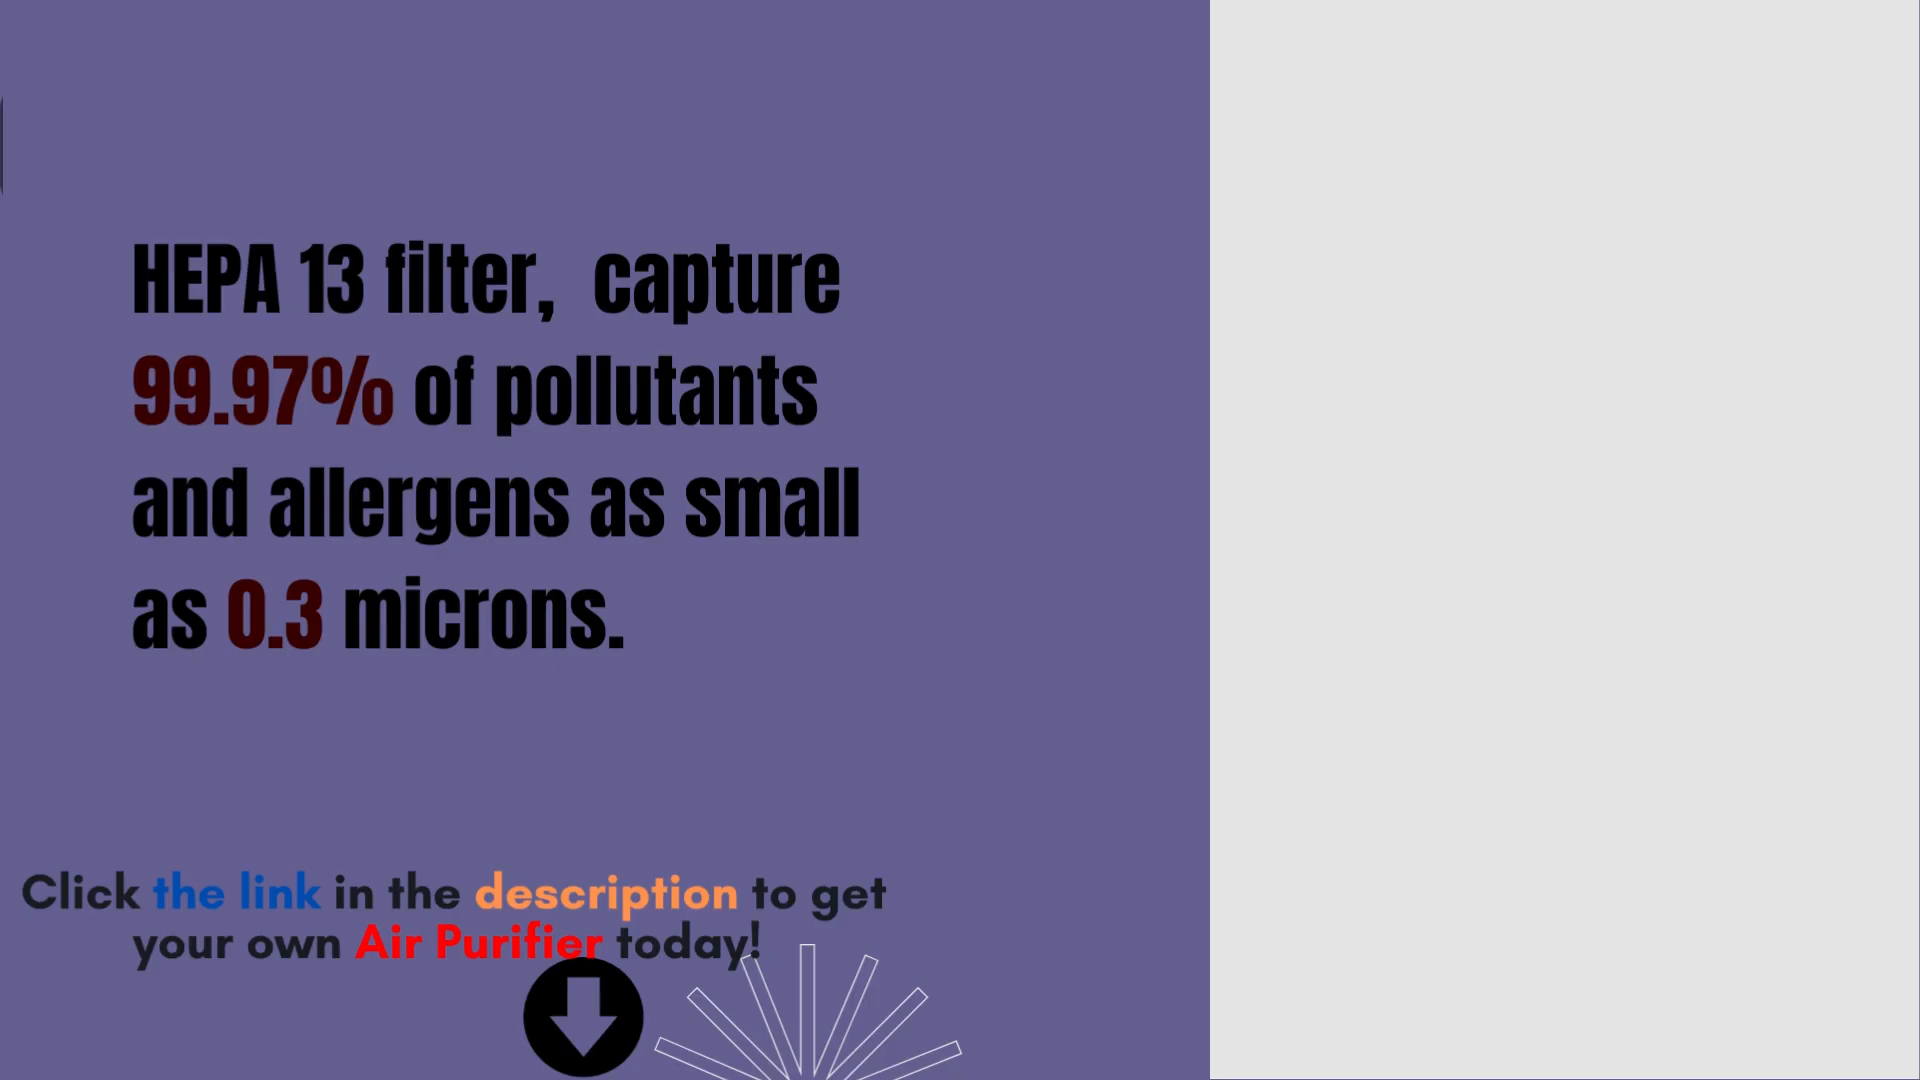 HEPA 13 filter, capture
99.97% of pollutants
and allergens as small
as 0.3 microns.
Click the link in the description to get
your own Air Purifier today!